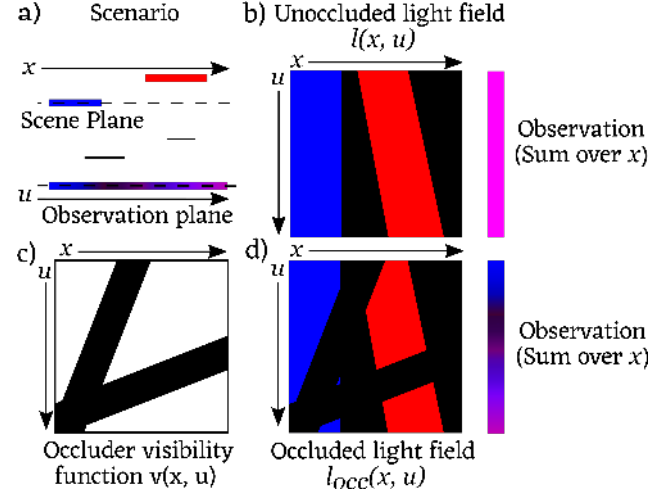 a) Scenario
x
Scene Plane
u
Observation plane
b) Unoccluded light field
l(x, u)
x
u
Observation
(Sum over x)
c)
x
u
Occluder visibility
function v(x, u)
d)
x
u
Observation
(Sum over x)
Occluded light field
locc(x, u)